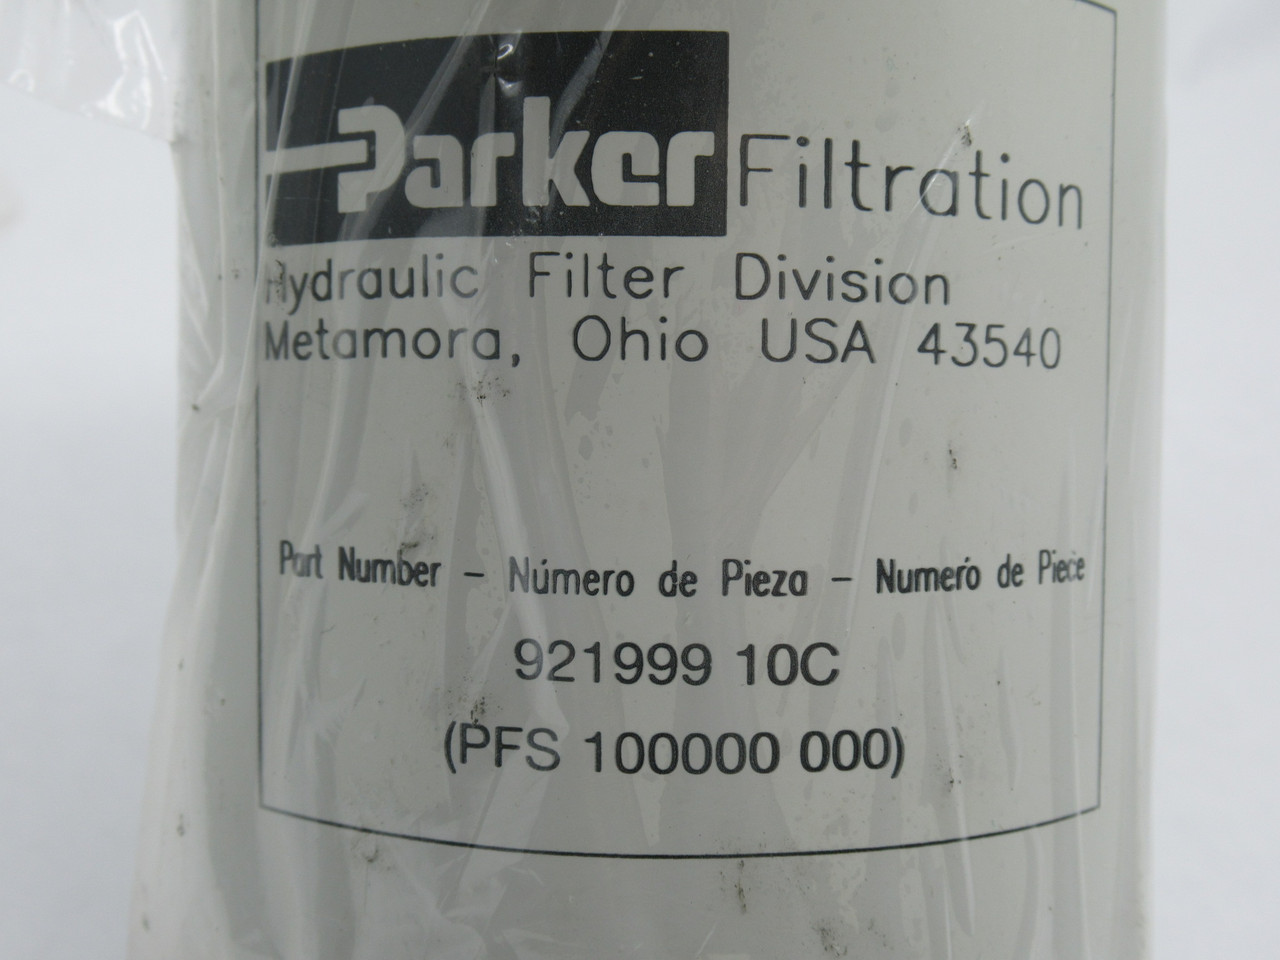 Parker Filtration
Hydraulic Filter Division
Metamora, Ohio USA 43540
Part Number – Número de Pieza – Numeró de Piece
921999 10C
(PFS 100000 000)